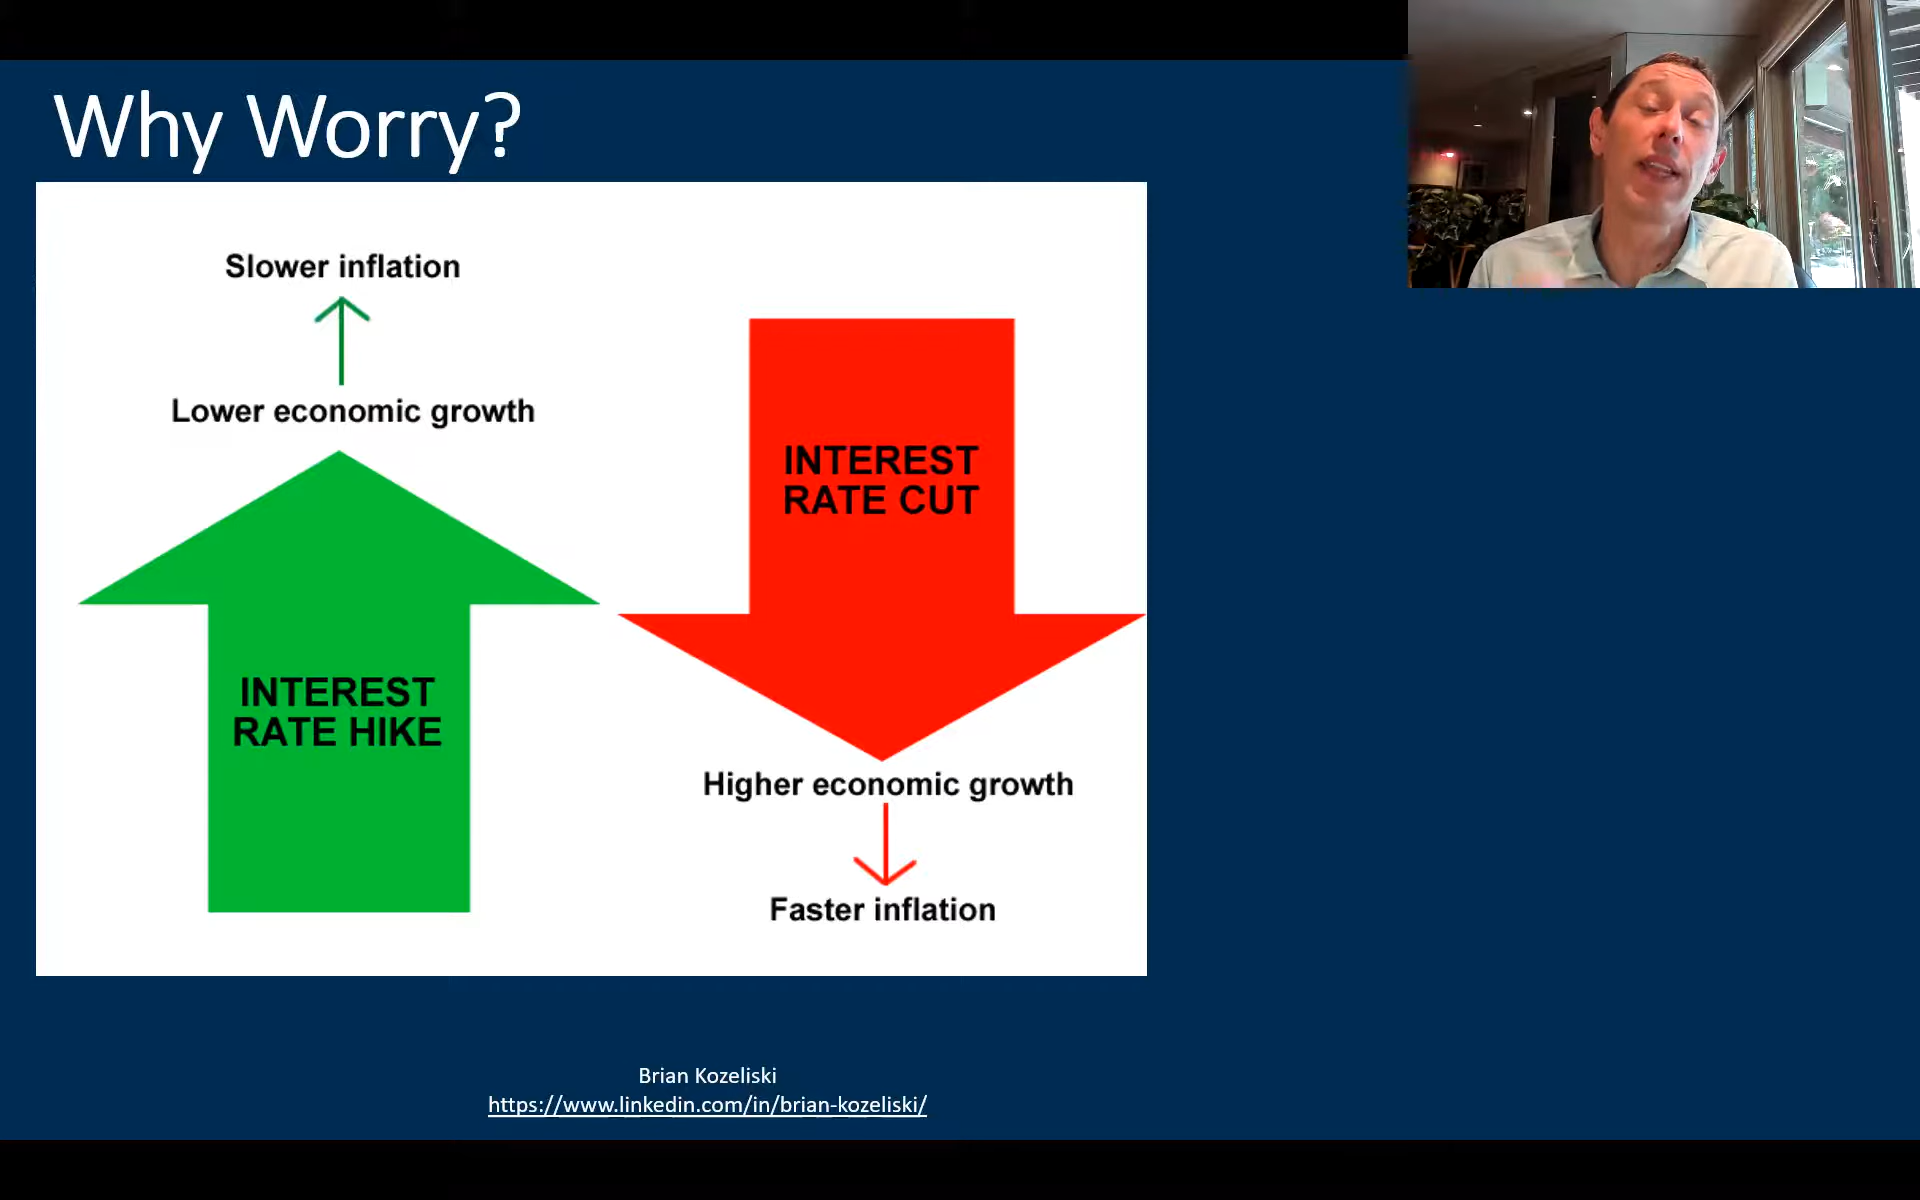 Why Worry?
Slower inflation
Lower economic growth
INTEREST
RATE HIKE
INTEREST
RATE CUT
Higher economic growth
Faster inflation
Brian Kozeliski
https://www.linkedin.com/in/brian-kozeliski/